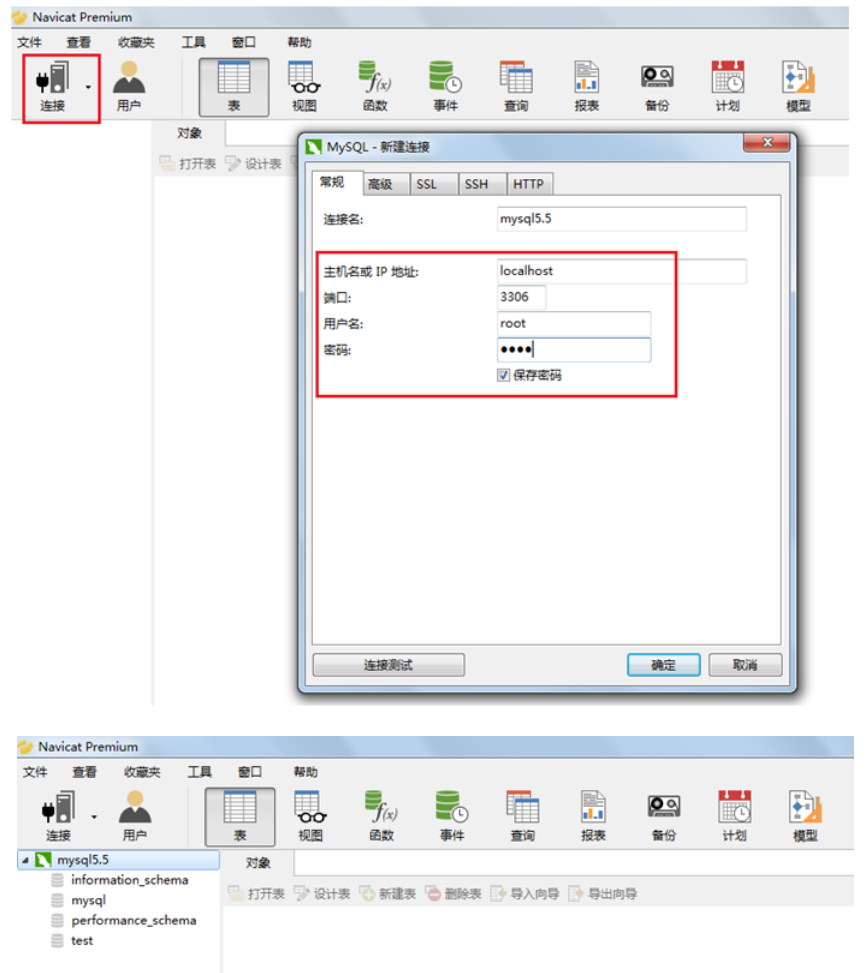 Navicat Premium
文件 查看 收藏夹 工具 窗口 帮助
连接 用户 表 视图 函数 事件 查询 报表 备份 计划 模型
对象
打开表 设计表
MySQL - 新建连接
常规 高级 SSL SSH HTTP
连接名: mysql5.5
主机名或 IP 地址: localhost
端口: 3306
用户名: root
密码: ●●●●
保存密码
连接测试 确定 取消
Navicat Premium
文件 查看 收藏夹 工具 窗口 帮助
连接 用户 表 视图 函数 事件 查询 报表 备份 计划 模型
mysql5.5 对象
information_schema 打开表 设计表 新建表 删除表 导入向导 导出向导
mysql
performance_schema
test